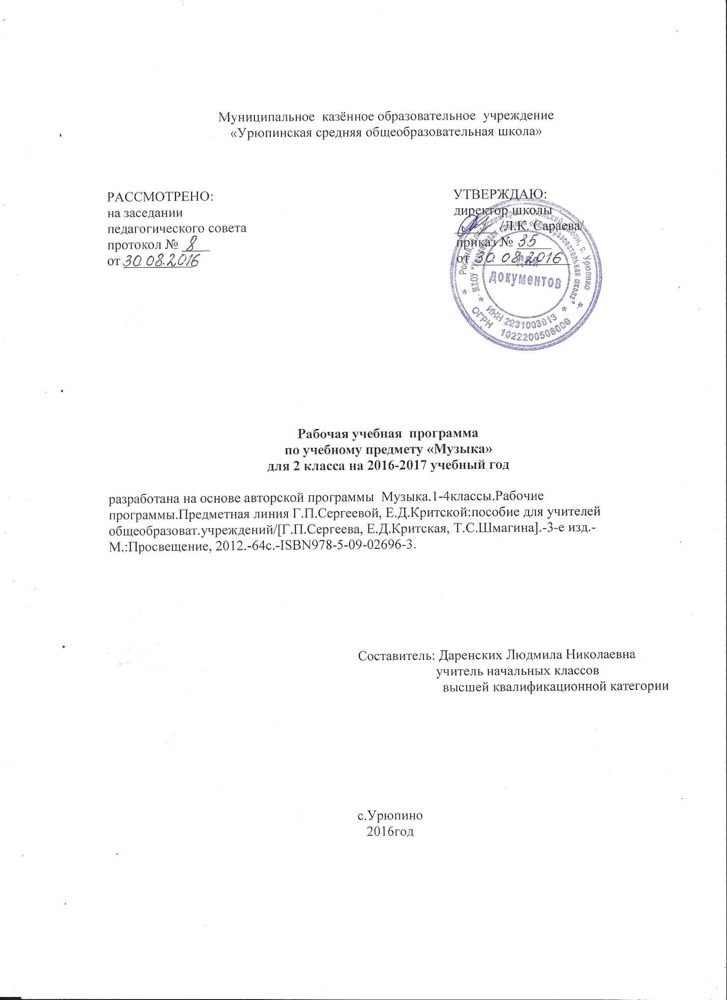 Муниципальное казённое образовательное учреждение
«Урюпинская средняя общеобразовательная школа»
РАССМОТРЕНО:
на заседании
педагогического совета
протокол № 8
от 30.08.2016
УТВЕРЖДАЮ:
директор школы
/Л.К. Сараева/
приказ № 35
от 30.08.2016
Россия, Алтайский край, Алейский район, с. Урюпино
МКОУ "Урюпинская средняя общеобразовательная школа"
Для
документов
ИНН 2231003813
ОГРН 1022200508000
Рабочая учебная программа
по учебному предмету «Музыка»
для 2 класса на 2016-2017 учебный год
разработана на основе авторской программы Музыка.1-4классы.Рабочие
программы.Предметная линия Г.П.Сергеевой, Е.Д.Критской:пособие для учителей
общеобразоват.учреждений/[Г.П.Сергеева, Е.Д.Критская, Т.С.Шмагина].-3-е изд.-
М.:Просвещение, 2012.-64с.-ISBN978-5-09-02696-3.
Составитель: Даренских Людмила Николаевна
учитель начальных классов
высшей квалификационной категории
с.Урюпино
2016год